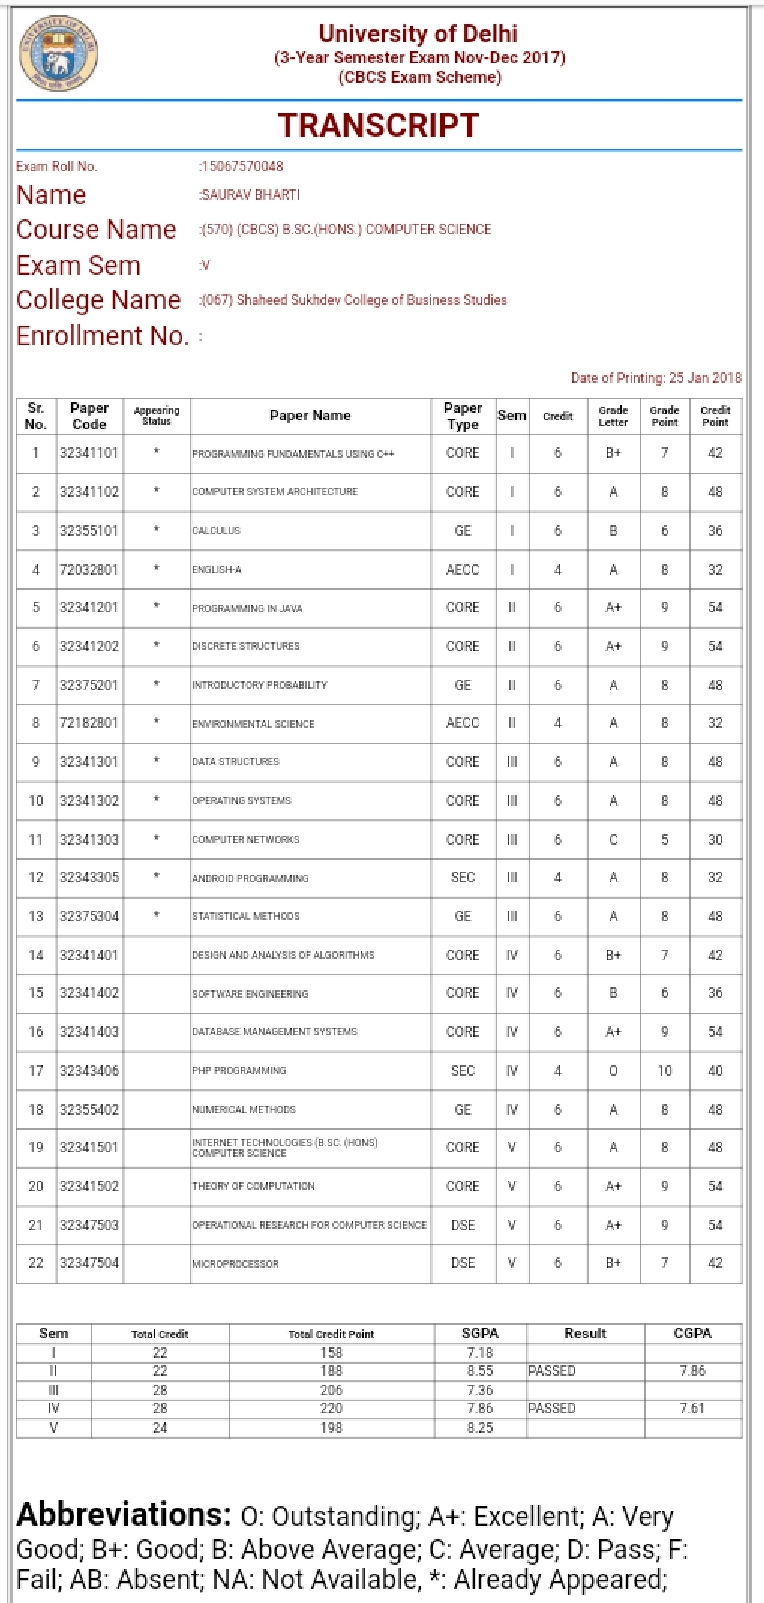 University of Delhi
(3-Year Semester Exam Nov-Dec 2017)
(CBCS Exam Scheme)
TRANSCRIPT
Exam Roll No. :15067570048
Name :SAURAV BHARTI
Course Name :(570) (CBCS) B.SC.(HONS.) COMPUTER SCIENCE
Exam Sem :V
College Name :(067) Shaheed Sukhdev College of Business Studies
Enrollment No. :
Date of Printing: 25 Jan 2018
Sr. No. Paper Code Appearing Status Paper Name Paper Type Sem Credit Grade Letter Grade Point Credit Point
1 32341101 * PROGRAMMING FUNDAMENTALS USING C++ CORE I 6 B+ 7 42
2 32341102 * COMPUTER SYSTEM ARCHITECTURE CORE I 6 A 8 48
3 32355101 * CALCULUS GE I 6 B 6 36
4 72032801 * ENGLISH-A AECC I 4 A 8 32
5 32341201 * PROGRAMMING IN JAVA CORE II 6 A+ 9 54
6 32341202 * DISCRETE STRUCTURES CORE II 6 A+ 9 54
7 32375201 * INTRODUCTORY PROBABILITY GE II 6 A 8 48
8 72182801 * ENVIRONMENTAL SCIENCE AECC II 4 A 8 32
9 32341301 * DATA STRUCTURES CORE III 6 A 8 48
10 32341302 * OPERATING SYSTEMS CORE III 6 A 8 48
11 32341303 * COMPUTER NETWORKS CORE III 6 C 5 30
12 32343305 * ANDROID PROGRAMMING SEC III 4 A 8 32
13 32375304 * STATISTICAL METHODS GE III 6 A 8 48
14 32341401 DESIGN AND ANALYSIS OF ALGORITHMS CORE IV 6 B+ 7 42
15 32341402 SOFTWARE ENGINEERING CORE IV 6 B 6 36
16 32341403 DATABASE MANAGEMENT SYSTEMS CORE IV 6 A+ 9 54
17 32343406 PHP PROGRAMMING SEC IV 4 O 10 40
18 32355402 NUMERICAL METHODS GE IV 6 A 8 48
19 32341501 INTERNET TECHNOLOGIES-(B.SC. (HONS) COMPUTER SCIENCE CORE V 6 A 8 48
20 32341502 THEORY OF COMPUTATION CORE V 6 A+ 9 54
21 32347503 OPERATIONAL RESEARCH FOR COMPUTER SCIENCE DSE V 6 A+ 9 54
22 32347504 MICROPROCESSOR DSE V 6 B+ 7 42
Sem Total Credit Total Credit Point SGPA Result CGPA
I 22 158 7.18
II 22 188 8.55 PASSED 7.86
III 28 206 7.36
IV 28 220 7.86 PASSED 7.61
V 24 198 8.25
Abbreviations: O: Outstanding; A+: Excellent; A: Very
Good; B+: Good; B: Above Average; C: Average; D: Pass; F:
Fail; AB: Absent; NA: Not Available, *: Already Appeared;